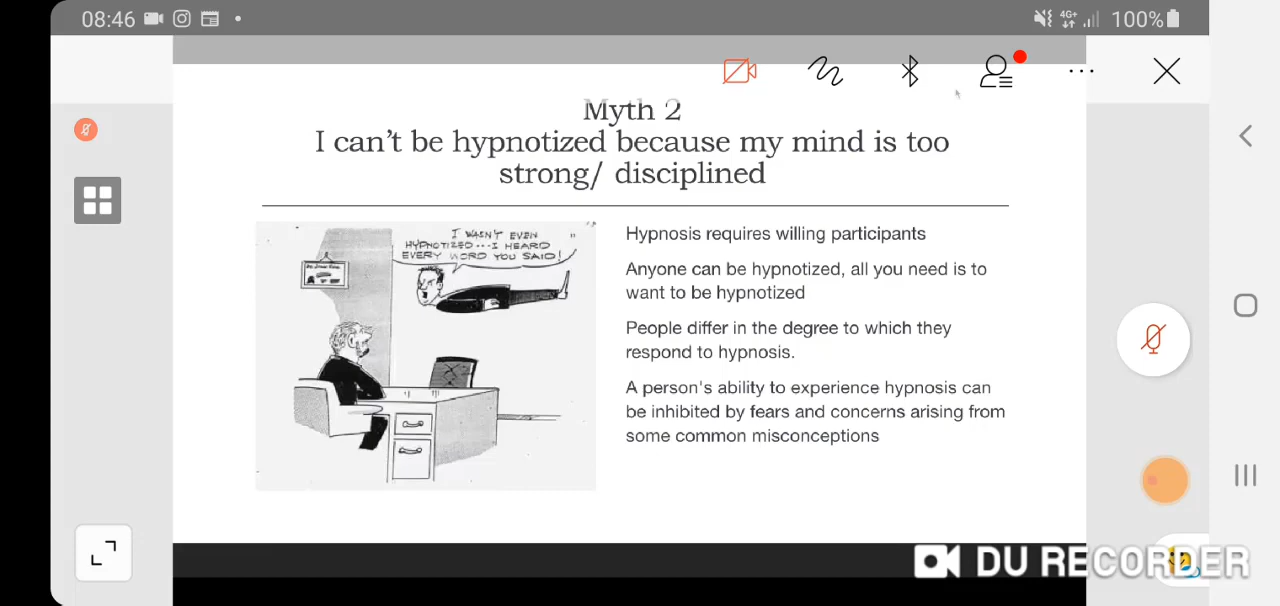 08:46
4G+
100%
Myth 2
I can't be hypnotized because my mind is too
strong/ disciplined
I WASN'T EVEN
HYPNOTIZED...I HEARD
EVERY WORD YOU SAID!
Hypnosis requires willing participants
Anyone can be hypnotized, all you need is to
want to be hypnotized
People differ in the degree to which they
respond to hypnosis.
A person's ability to experience hypnosis can
be inhibited by fears and concerns arising from
some common misconceptions
DU RECORDER